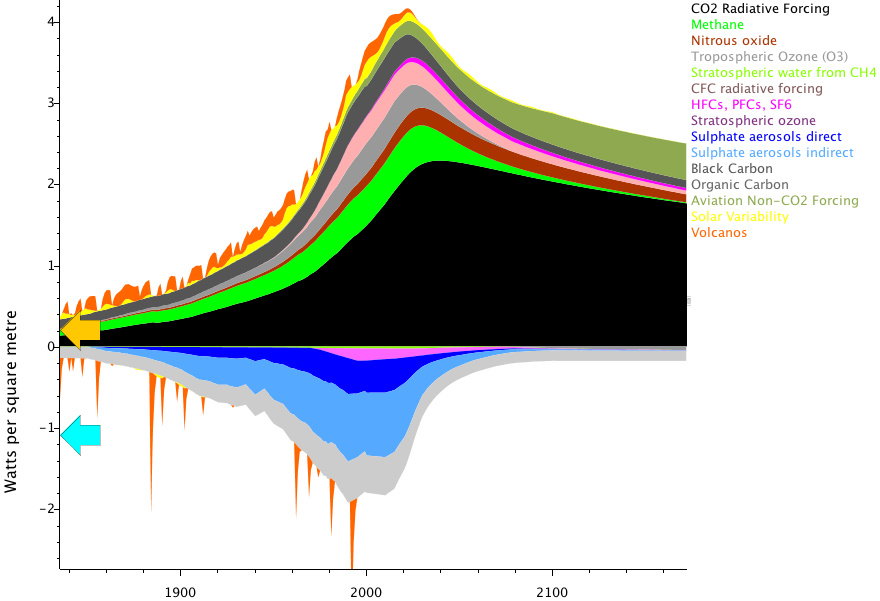 CO2 Radiative Forcing
Methane
Nitrous oxide
Tropospheric Ozone (O3)
Stratospheric water from CH4
CFC radiative forcing
HFCs, PFCs, SF6
Stratospheric ozone
Sulphate aerosols direct
Sulphate aerosols indirect
Black Carbon
Organic Carbon
Aviation Non-CO2 Forcing
Solar Variability
Volcanos
Watts per square metre
4
3
2
1
0
-1
-2
1900
2000
2100